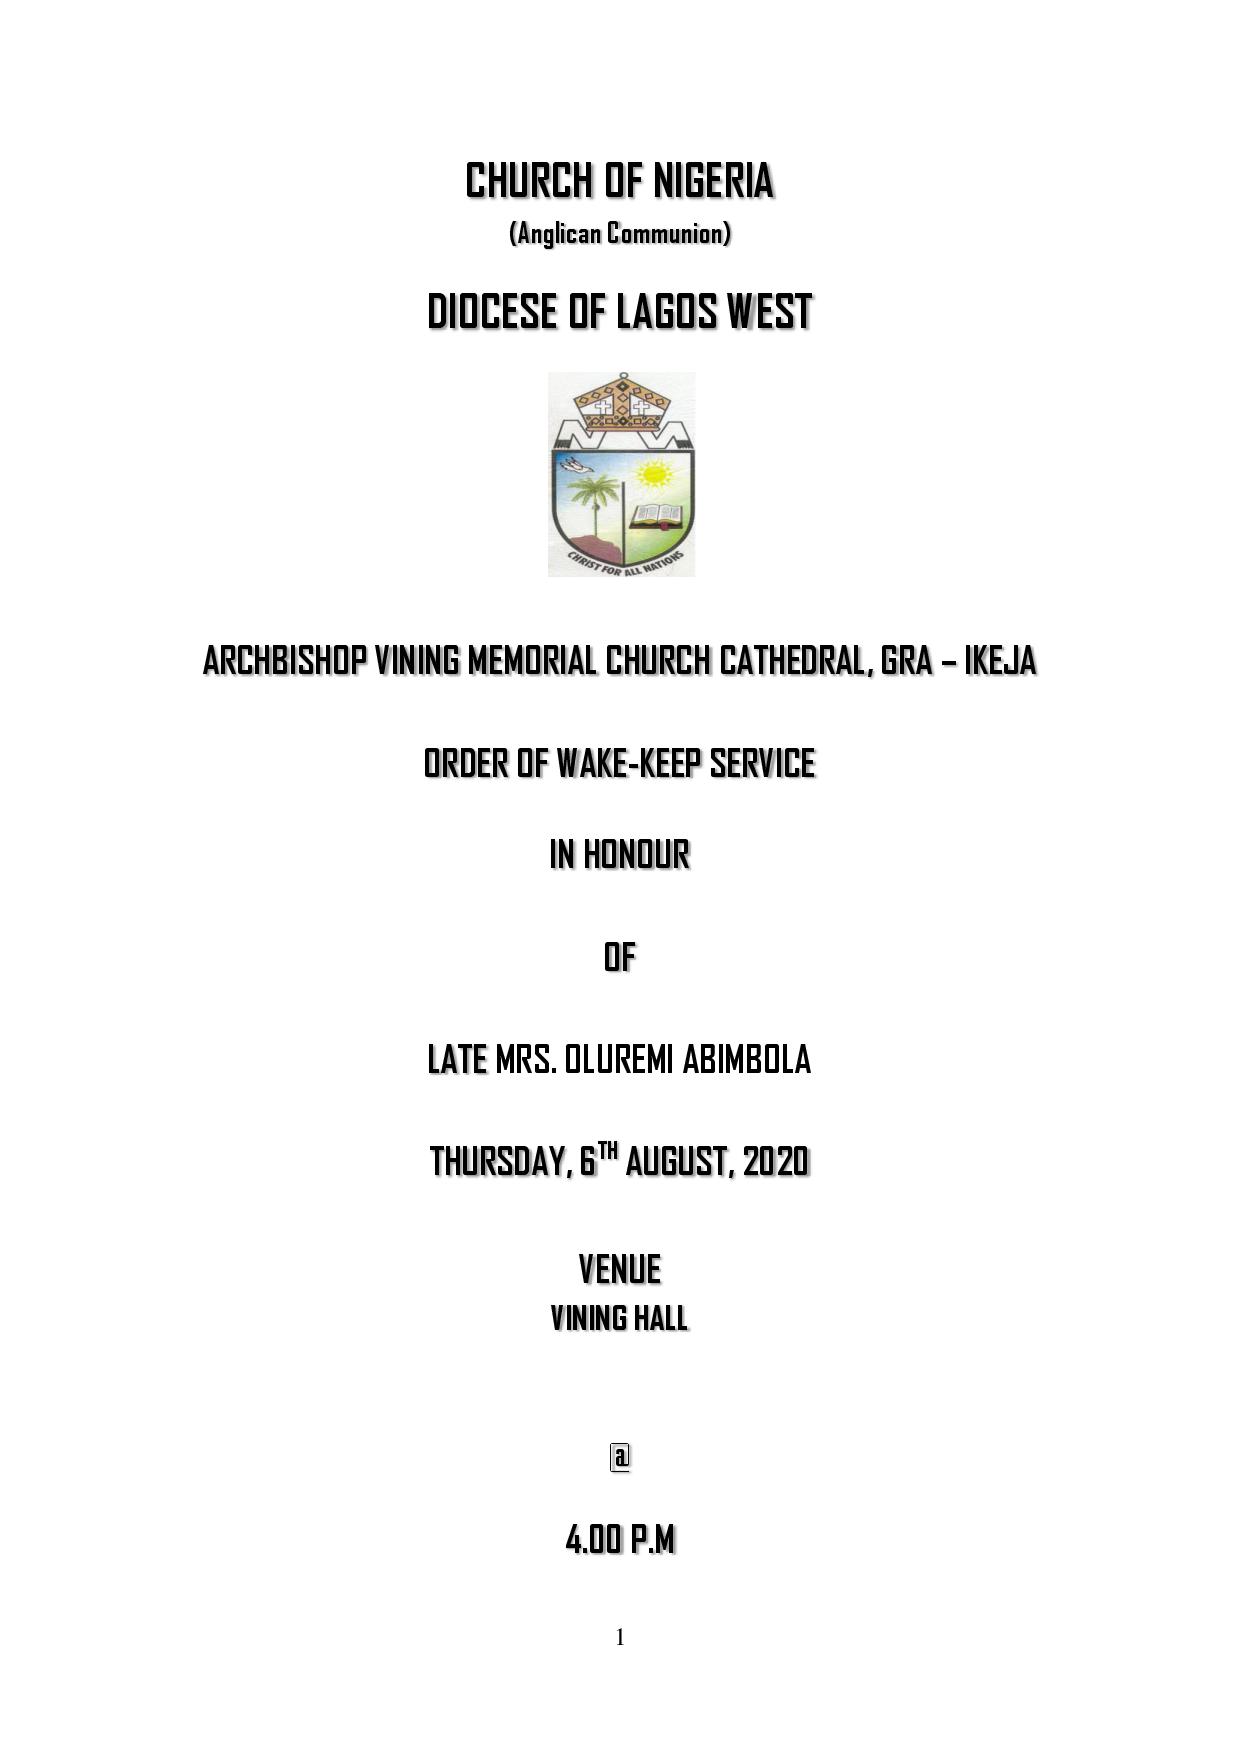 CHURCH OF NIGERIA
(Anglican Communion)
DIOCESE OF LAGOS WEST
CHRIST FOR ALL NATIONS
ARCHBISHOP VINING MEMORIAL CHURCH CATHEDRAL, GRA – IKEJA
ORDER OF WAKE-KEEP SERVICE
IN HONOUR
OF
LATE MRS. OLUREMI ABIMBOLA
THURSDAY, 6TH AUGUST, 2020
VENUE
VINING HALL
@
4.00 P.M
1